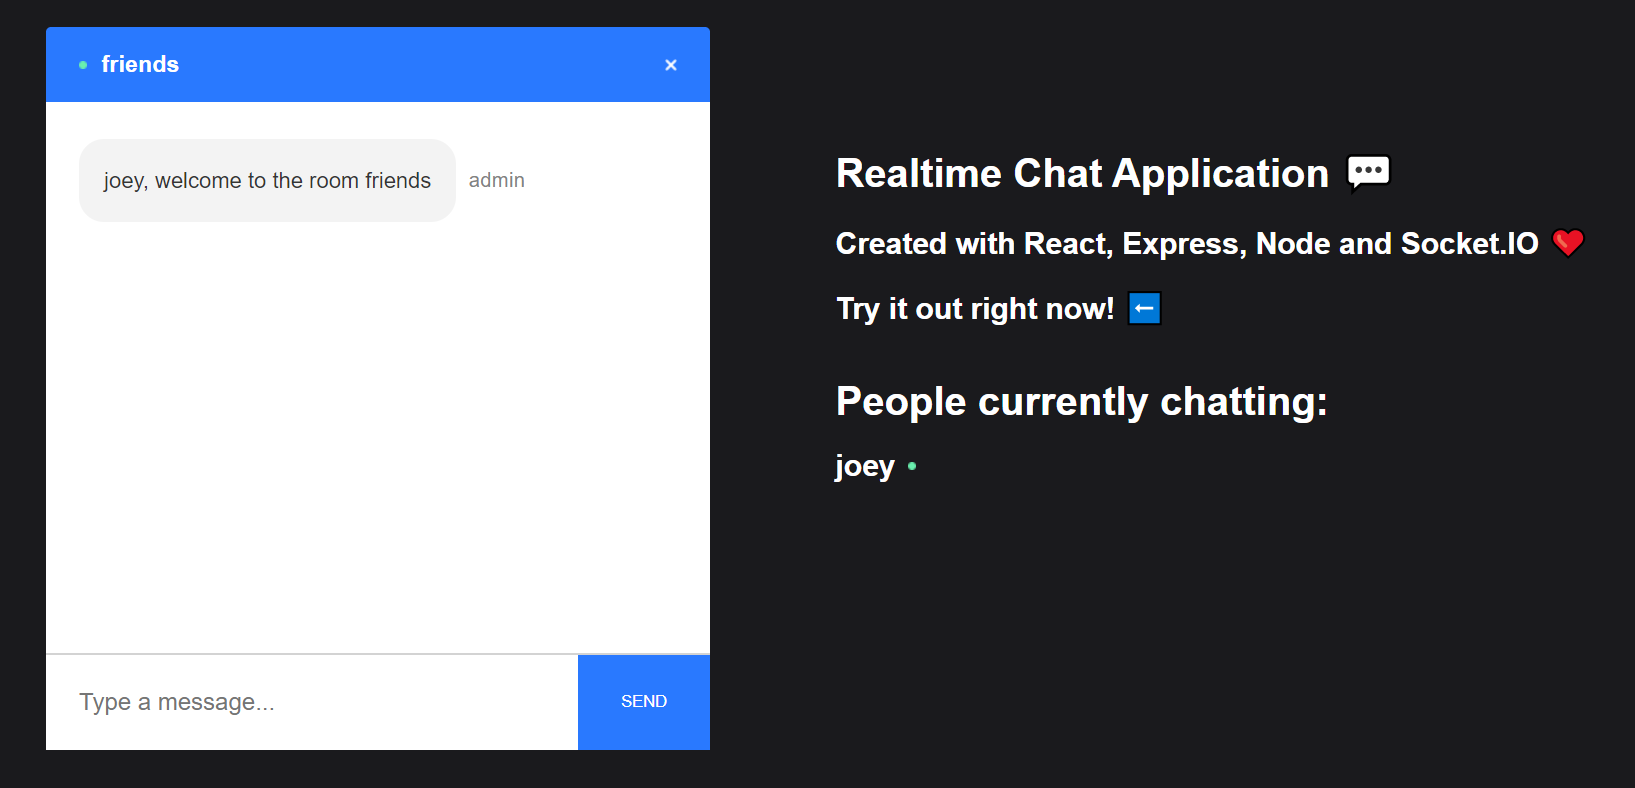 friends
joey, welcome to the room friends admin
Type a message...
SEND
Realtime Chat Application 💬
Created with React, Express, Node and Socket.IO ❤️
Try it out right now! ⬅️
People currently chatting:
joey